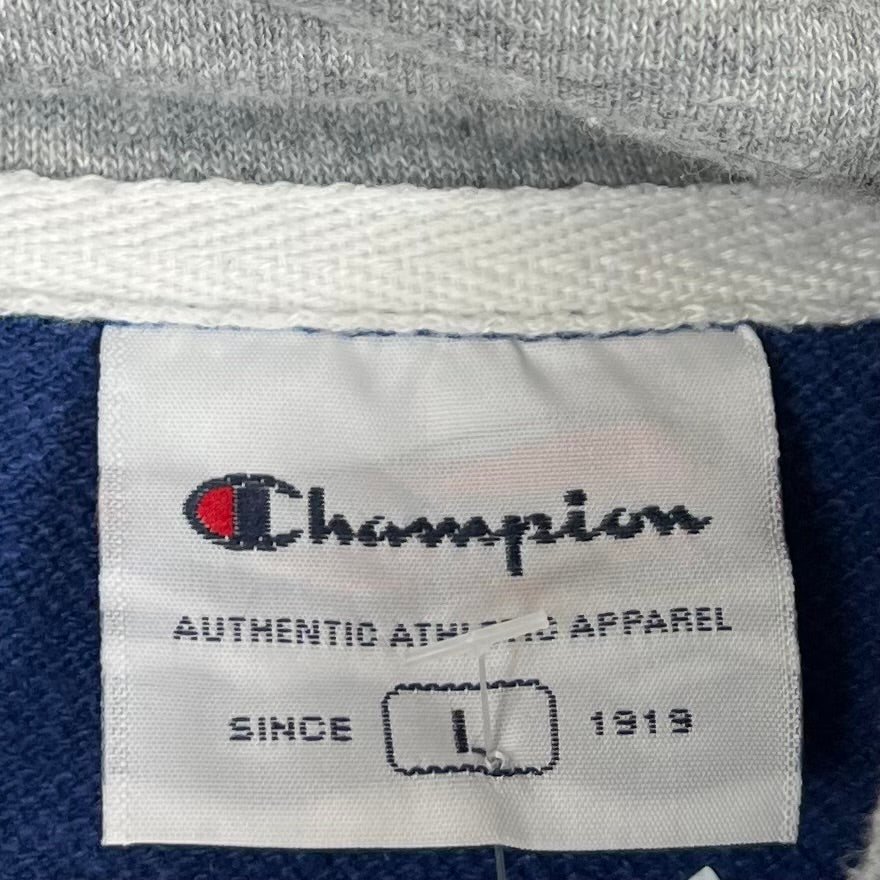 Champion
AUTHENTIC ATHLETIC APPAREL
SINCE L 1919